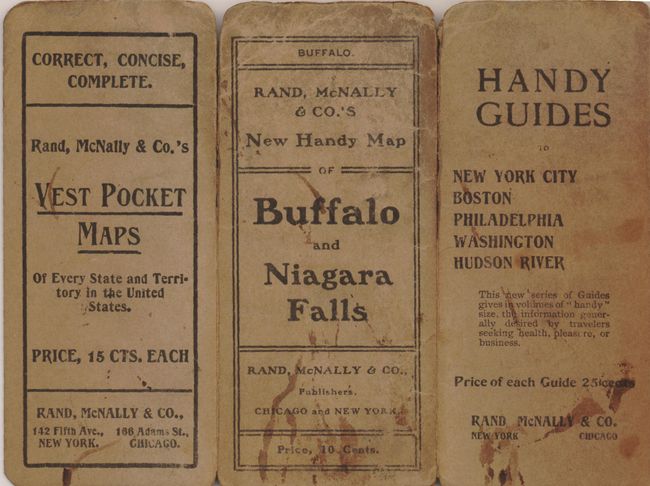 CORRECT, CONCISE,
COMPLETE.
Rand, McNally & Co.'s
VEST POCKET
MAPS
Of Every State and Terri-
tory in the United
States.
PRICE, 15 CTS. EACH
RAND, McNALLY & CO.,
142 Fifth Ave., 166 Adams St.,
NEW YORK. CHICAGO.
BUFFALO.
RAND, McNALLY
& CO.'S
New Handy Map
OF
Buffalo
and
Niagara
Falls
RAND, McNALLY & CO.,
Publishers.
CHICAGO and NEW YORK.
Price, 10 Cents.
HANDY
GUIDES
TO
NEW YORK CITY
BOSTON
PHILADELPHIA
WASHINGTON
HUDSON RIVER
This new series of Guides
gives in volumes of "handy"
size, the information gener-
ally desired by travelers
seeking health, pleasure, or
business.
Price of each Guide 25 cents
RAND McNALLY & CO.
NEW YORK CHICAGO